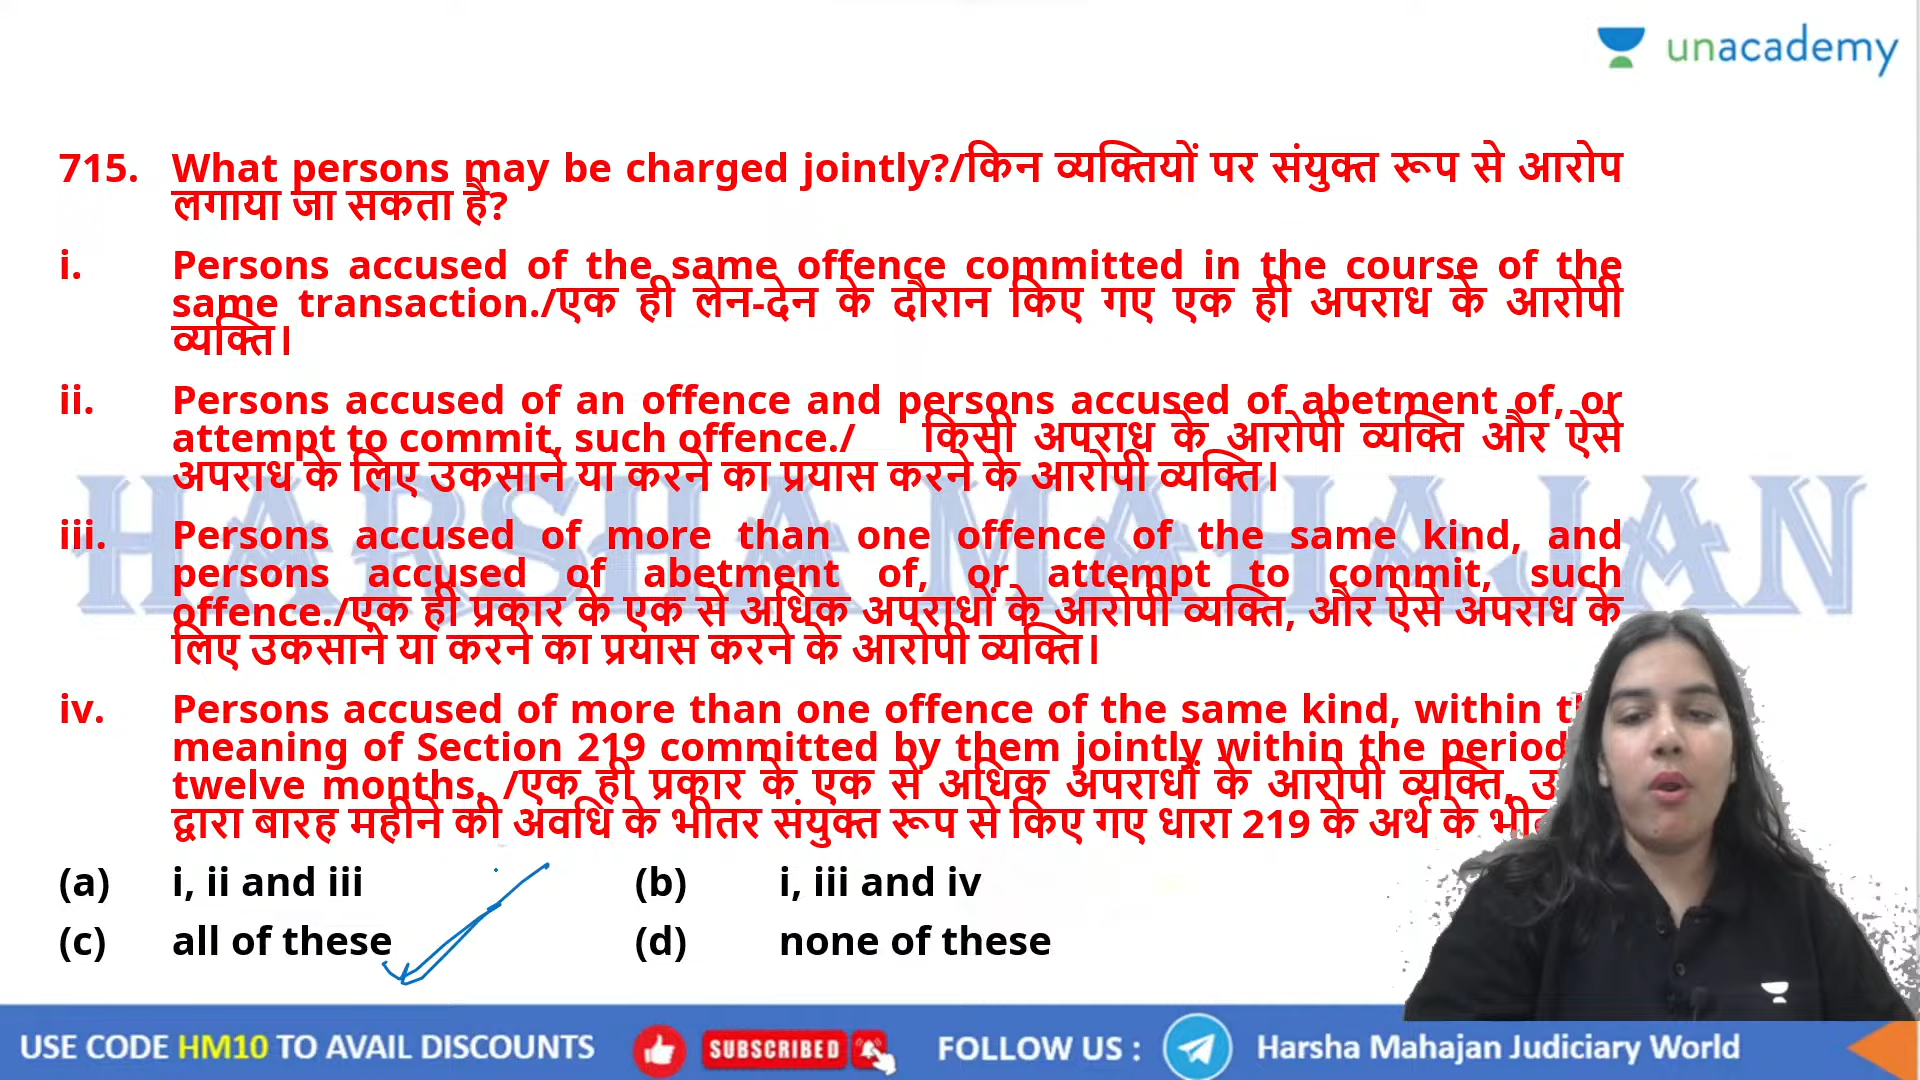 unacademy
715. What persons may be charged jointly?/किन व्यक्तियों पर संयुक्त रूप से आरोप
लगाया जा सकता है?
i. Persons accused of the same offence committed in the course of the
same transaction./एक ही लेन-देन के दौरान किए गए एक ही अपराध के आरोपी
व्यक्ति।
ii. Persons accused of an offence and persons accused of abetment of, or
attempt to commit, such offence./ किसी अपराध के आरोपी व्यक्ति और ऐसे
अपराध के लिए उकसाने या करने का प्रयास करने के आरोपी व्यक्ति।
HARSHA MAHAJAN
iii. Persons accused of more than one offence of the same kind, and
persons accused of abetment of, or attempt to commit, such
offence./एक ही प्रकार के एक से अधिक अपराधों के आरोपी व्यक्ति, और ऐसे अपराध के
लिए उकसाने या करने का प्रयास करने के आरोपी व्यक्ति।
iv. Persons accused of more than one offence of the same kind, within
meaning of Section 219 committed by them jointly within the period
twelve months. /एक ही प्रकार के एक से अधिक अपराधों के आरोपी व्यक्ति,
द्वारा बारह महीने की अवधि के भीतर संयुक्त रूप से किए गए धारा 219 के अर्थ के
(a) i, ii and iii (b) i, iii and iv
(c) all of these (d) none of these
USE CODE HM10 TO AVAIL DISCOUNTS SUBSCRIBED FOLLOW US : Harsha Mahajan Judiciary World